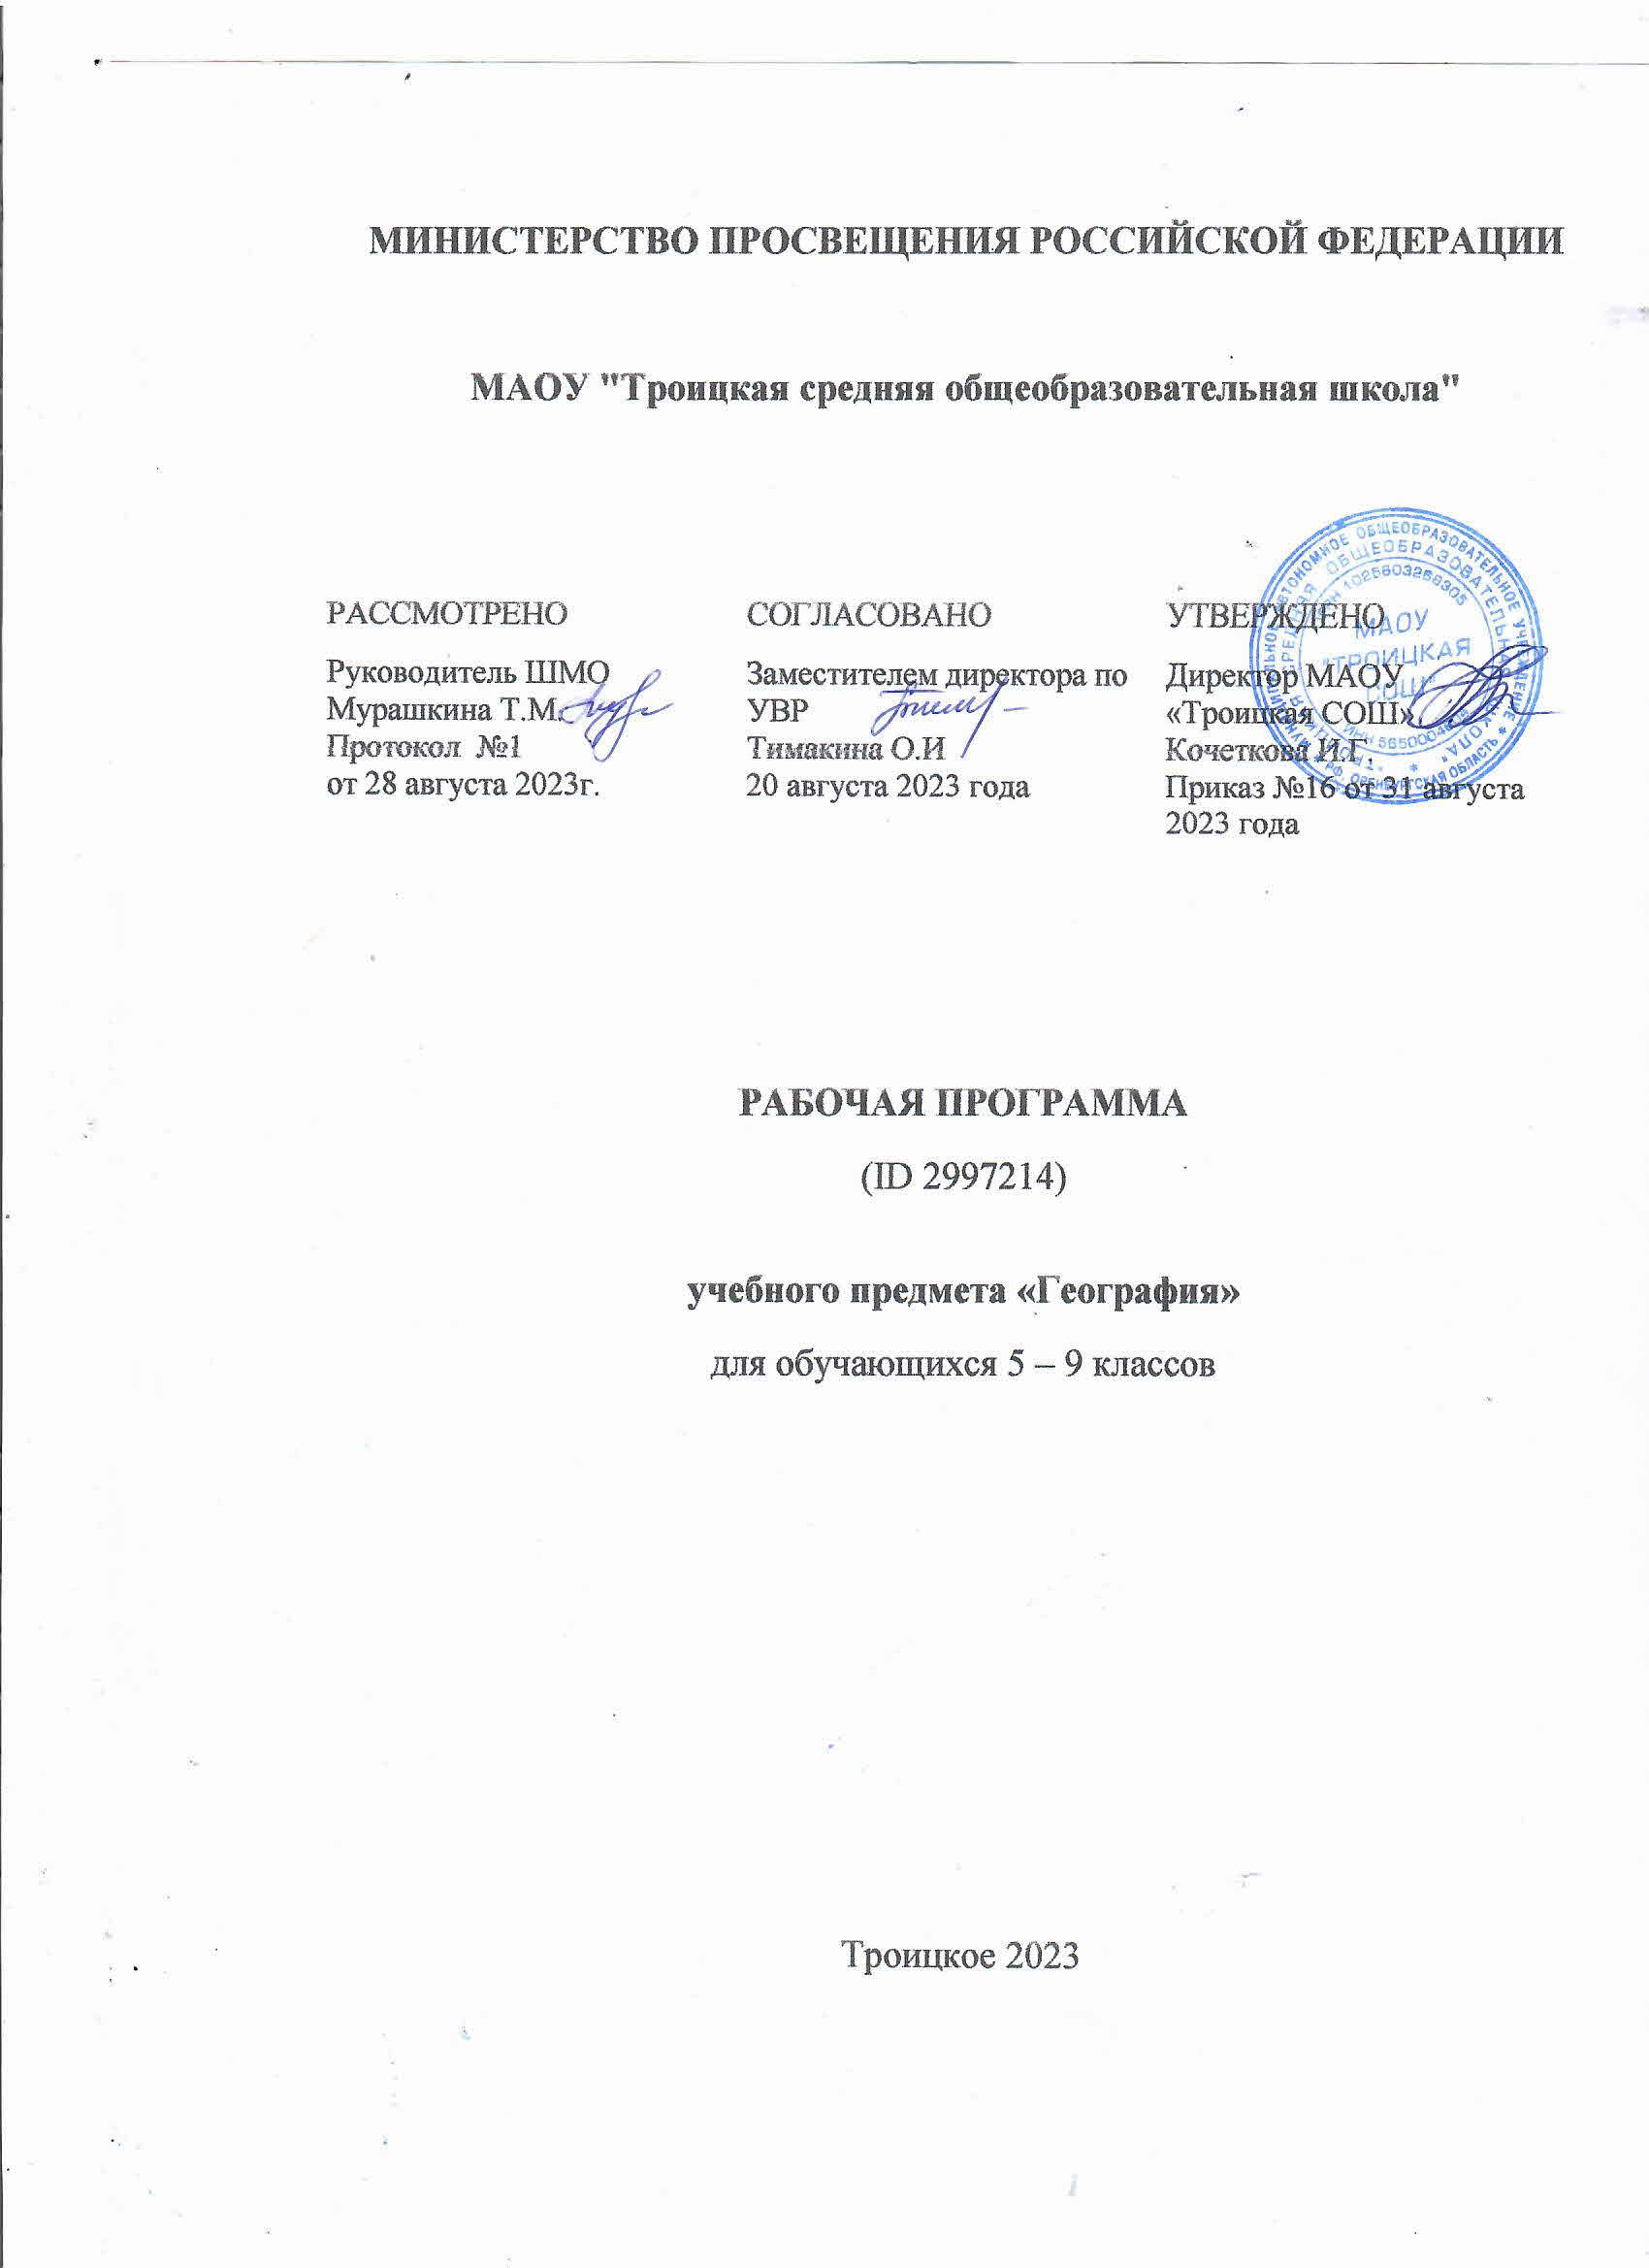 МИНИСТЕРСТВО ПРОСВЕЩЕНИЯ РОССИЙСКОЙ ФЕДЕРАЦИИ
МАОУ "Троицкая средняя общеобразовательная школа"
РАССМОТРЕНО
Руководитель ШМО
Мурашкина Т.М.
Протокол №1
от 28 августа 2023г.
СОГЛАСОВАНО
Заместителем директора по
УВР
Тимакина О.И
20 августа 2023 года
УТВЕРЖДЕНО
Директор МАОУ
«Троицкая СОШ»
Кочеткова И.Г.
Приказ №16 от 31 августа
2023 года
МАОУ
"ТРОИЦКАЯ
СОШ"
РАБОЧАЯ ПРОГРАММА
(ID 2997214)
учебного предмета «География»
для обучающихся 5 – 9 классов
Троицкое 2023